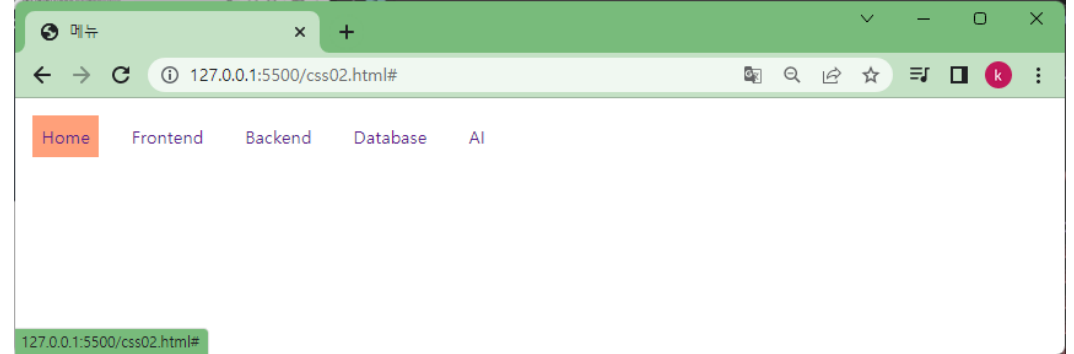 메뉴
127.0.0.1:5500/css02.html#
k
Home Frontend Backend Database AI
127.0.0.1:5500/css02.html#